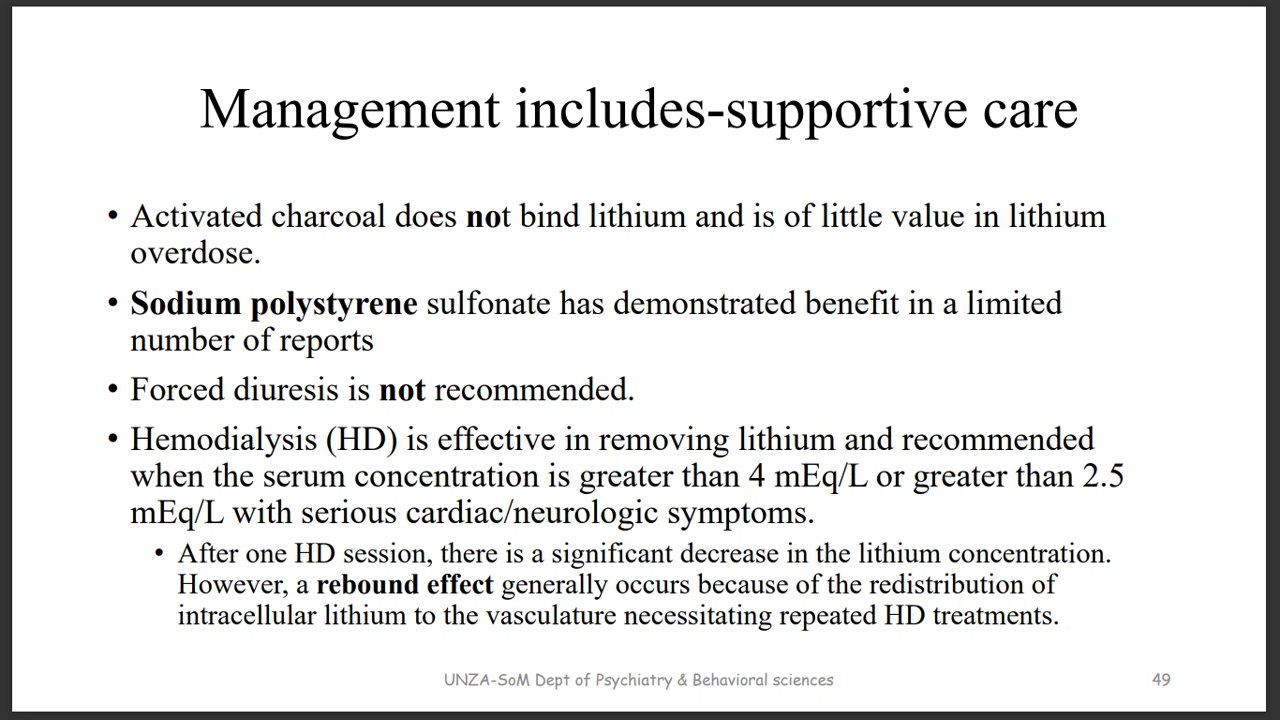 Management includes-supportive care
• Activated charcoal does not bind lithium and is of little value in lithium
overdose.
• Sodium polystyrene sulfonate has demonstrated benefit in a limited
number of reports
• Forced diuresis is not recommended.
• Hemodialysis (HD) is effective in removing lithium and recommended
when the serum concentration is greater than 4 mEq/L or greater than 2.5
mEq/L with serious cardiac/neurologic symptoms.
• After one HD session, there is a significant decrease in the lithium concentration.
However, a rebound effect generally occurs because of the redistribution of
intracellular lithium to the vasculature necessitating repeated HD treatments.
UNZA-SoM Dept of Psychiatry & Behavioral sciences
49